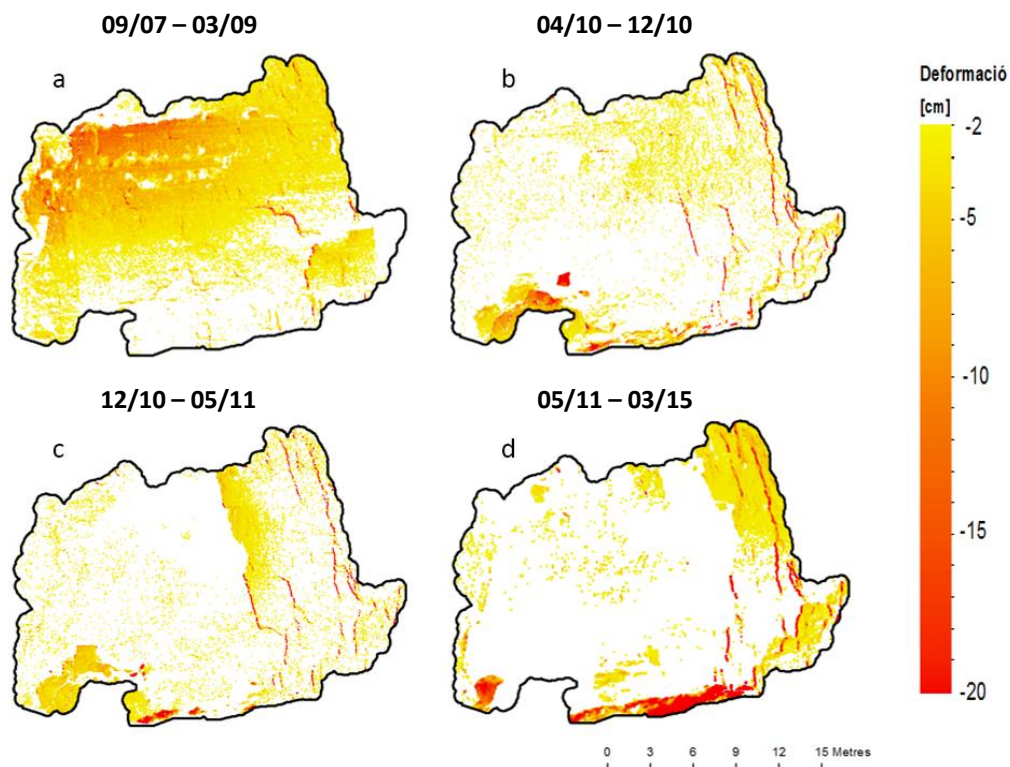 09/07 – 03/09
04/10 – 12/10
a
b
Deformació
[cm]
-2
-5
-10
-15
-20
12/10 – 05/11
05/11 – 03/15
c
d
0 3 6 9 12 15 Metres